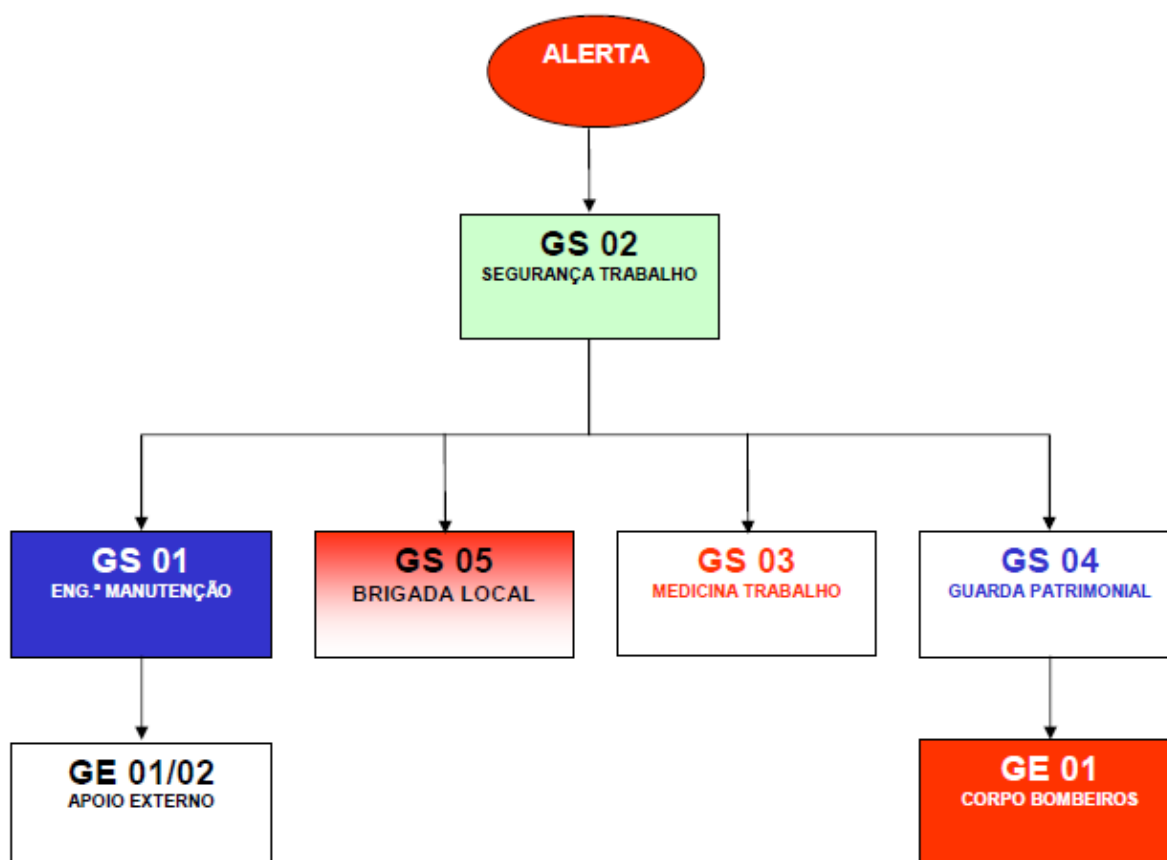 ALERTA
GS 02
SEGURANÇA TRABALHO
GS 01
ENG.ª MANUTENÇÃO
GS 05
BRIGADA LOCAL
GS 03
MEDICINA TRABALHO
GS 04
GUARDA PATRIMONIAL
GE 01/02
APOIO EXTERNO
GE 01
CORPO BOMBEIROS